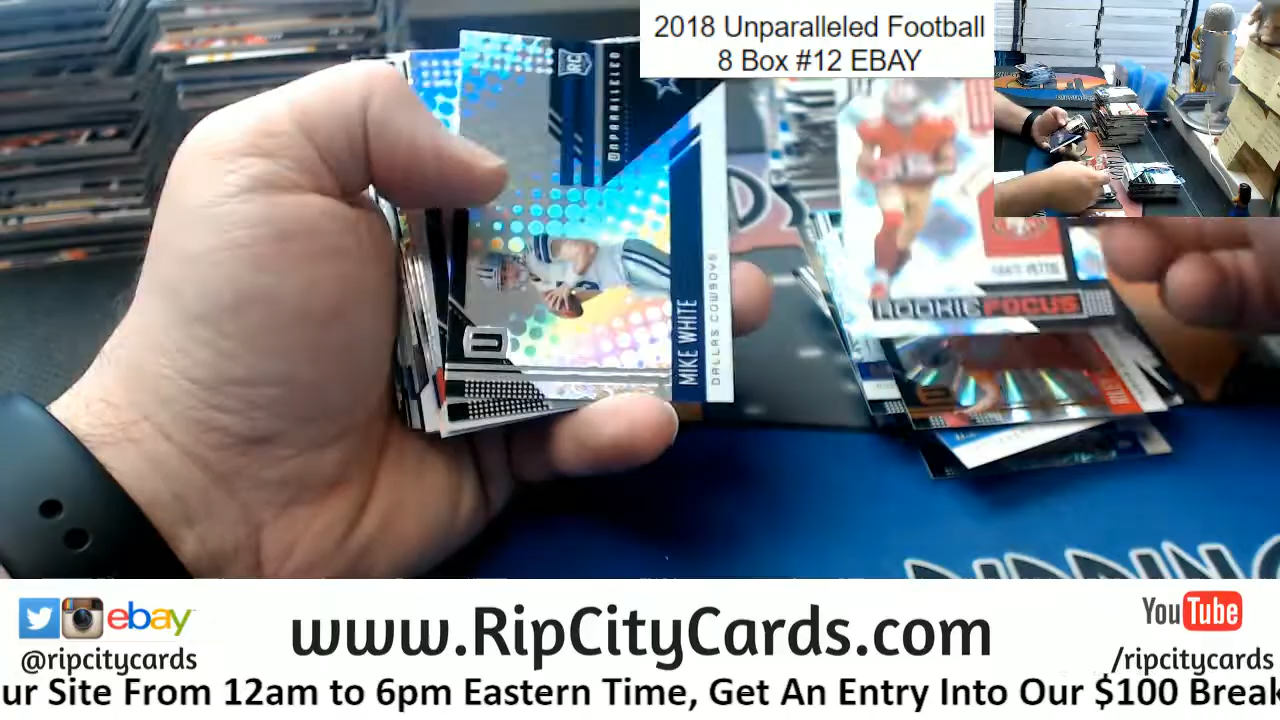 2018 Unparalleled Football
8 Box #12 EBAY
RC
UNPARALLELED
MIKE WHITE
DALLAS COWBOYS
U
ROOKIE FOCUS
ebay
@ripcitycards
www.RipCityCards.com
YouTube
/ripcitycards
ur Site From 12am to 6pm Eastern Time, Get An Entry Into Our $100 Break